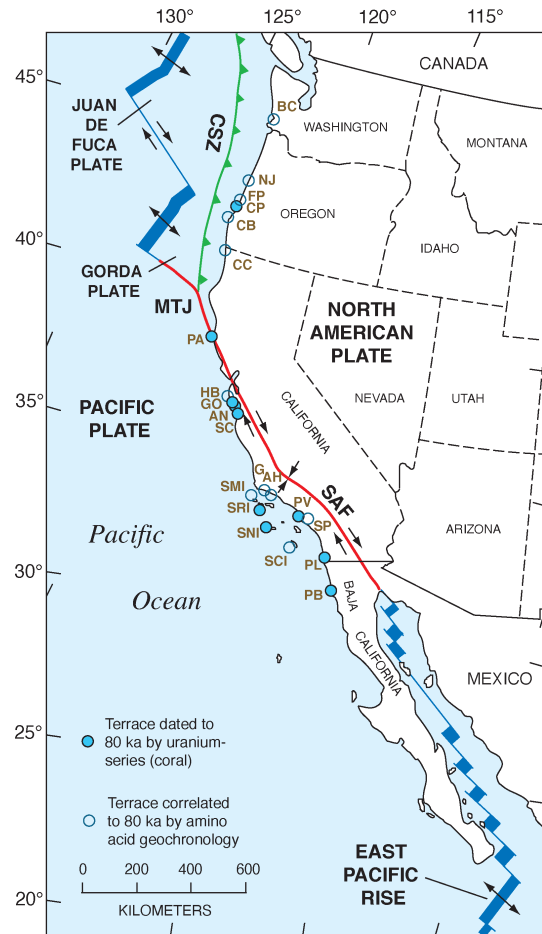 130°
125°
120°
115°
45°
40°
35°
30°
25°
20°
CANADA
JUAN
DE
FUCA
PLATE
CSZ
BC
WASHINGTON
MONTANA
NJ
FP
CP
CB
CC
OREGON
IDAHO
GORDA
PLATE
MTJ
PA
NORTH
AMERICAN
PLATE
NEVADA
UTAH
CALIFORNIA
PACIFIC
PLATE
HB
GO
AN
SC
G
AH
SMI
SRI
SNI
SCI
PV
SP
SAF
PL
PB
ARIZONA
Pacific
Ocean
BAJA
CALIFORNIA
MEXICO
Terrace dated to
80 ka by uranium-
series (coral)
Terrace correlated
to 80 ka by amino
acid geochronology
0 200 400 600
KILOMETERS
EAST
PACIFIC
RISE